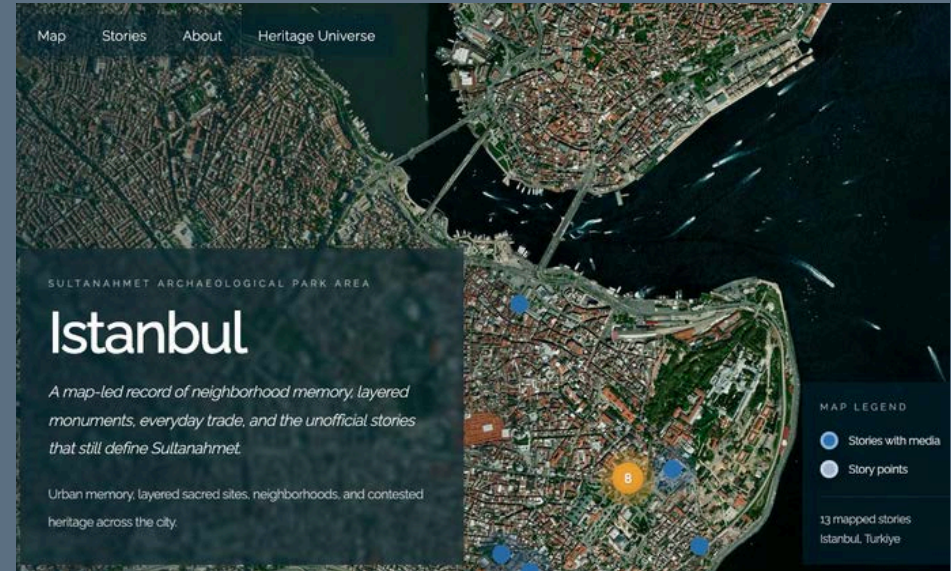 Map Stories About Heritage Universe
SULTANAHMET ARCHAEOLOGICAL PARK AREA
Istanbul
A map-led record of neighborhood memory, layered
monuments, everyday trade, and the unofficial stories
that still define Sultanahmet.
Urban memory, layered sacred sites, neighborhoods, and contested
heritage across the city.
8
MAP LEGEND
Stories with media
Story points
13 mapped stories
Istanbul, Turkiye